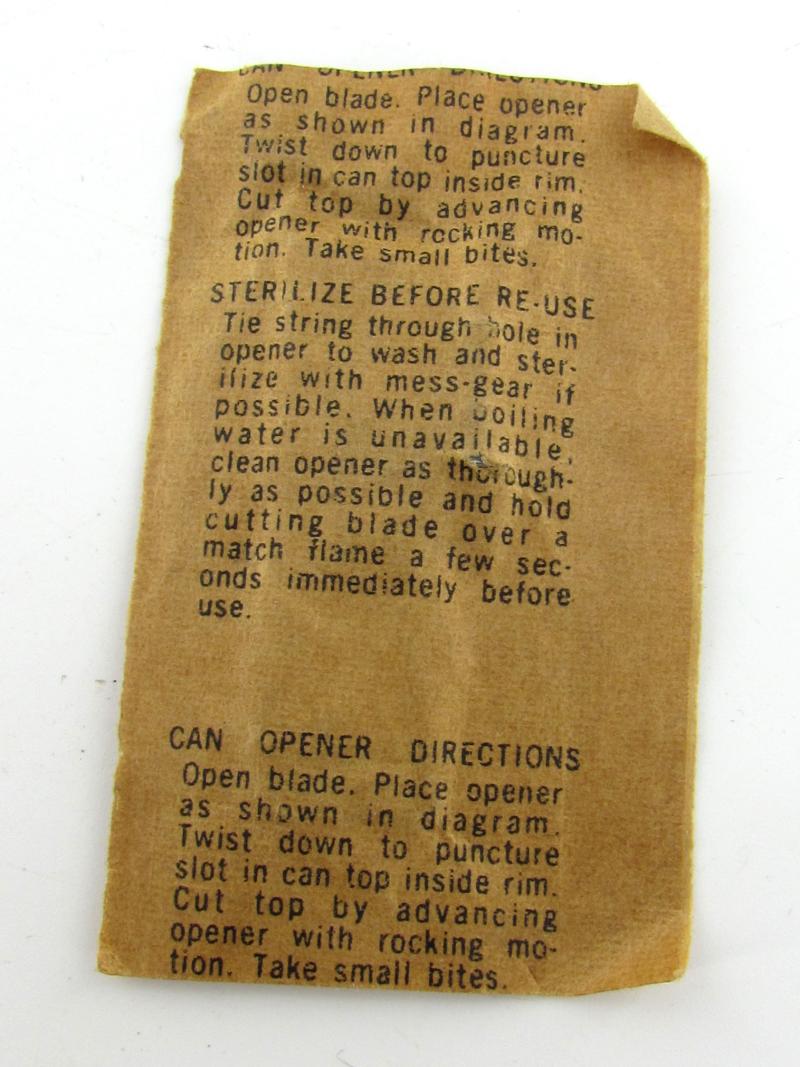 CAN OPENER DIRECTIONS
Open blade. Place opener
as shown in diagram.
Twist down to puncture
slot in can top inside rim.
Cut top by advancing
opener with rocking mo-
tion. Take small bites.
STERILIZE BEFORE RE-USE
Tie string through hole in
opener to wash and ster-
ilize with mess-gear if
possible. When boiling
water is unavailable,
clean opener as thorough-
ly as possible and hold
cutting blade over a
match flame a few sec-
onds immediately before
use.
CAN OPENER DIRECTIONS
Open blade. Place opener
as shown in diagram.
Twist down to puncture
slot in can top inside rim.
Cut top by advancing
opener with rocking mo-
tion. Take small bites.